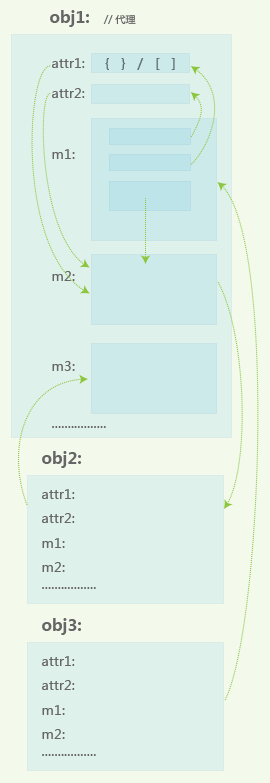 obj1: // 代理
attr1: { } / [ ]
attr2:
m1:
m2:
m3:
.................
obj2:
attr1:
attr2:
m1:
m2:
.................
obj3:
attr1:
attr2:
m1:
m2:
.................